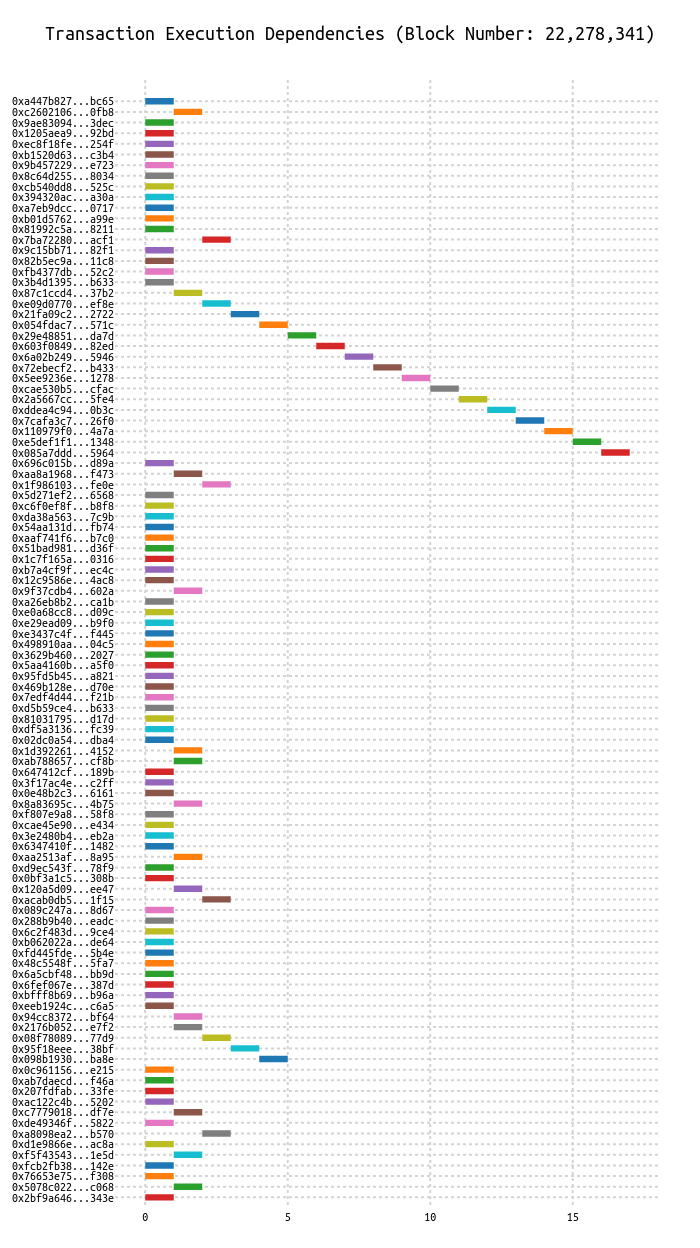 Transaction Execution Dependencies (Block Number: 22,278,341)
0xa447b827...bc65
0xc2602106...0fb8
0x9ae83094...3dec
0x1205aea9...92bd
0xec8f18fe...254f
0xb1520d63...c3b4
0x9b457229...e723
0x8c64d255...8034
0xcb540dd8...525c
0x394320ac...a30a
0xa7eb9dcc...0717
0xb01d5762...a99e
0x81992c5a...8211
0x7ba72280...acf1
0x9c15bb71...82f1
0x82b5ec9a...11c8
0xfb4377db...52c2
0x3b4d1395...b633
0x87c1ccd4...37b2
0xe09d0770...ef8e
0x21fa09c2...2722
0x054fdac7...571c
0x29e48851...da7d
0x603f0849...82ed
0x6a02b249...5946
0x72ebecf2...b433
0x5ee9236e...1278
0xcae530b5...cfac
0x2a5667cc...5fe4
0xddea4c94...0b3c
0x7cafa3c7...26f0
0x110979f0...4a7a
0xe5def1f1...1348
0x085a7ddd...5964
0x696c015b...d89a
0xaa8a1968...f473
0x1f986103...fe0e
0x5d271ef2...6568
0xc6f0ef8f...b8f8
0xda38a563...7c9b
0x54aa131d...fb74
0xaaf741f6...b7c0
0x51bad981...d36f
0x1c7f165a...0316
0xb7a4cf9f...ec4c
0x12c9586e...4ac8
0x9f37cdb4...602a
0xa26eb8b2...ca1b
0xe0a68cc8...d09c
0xe29ead09...b9f0
0xe3437c4f...f445
0x498910aa...04c5
0x3629b460...2027
0x5aa4160b...a5f0
0x95fd5b45...a821
0x469b128e...d70e
0x7edf4d44...f21b
0xd5b59ce4...b633
0x81031795...d17d
0xdf5a3136...fc39
0x02dc0a54...dba4
0x1d392261...4152
0xab788657...cf8b
0x647412cf...189b
0x3f17ac4e...c2ff
0x0e48b2c3...6161
0x8a83695c...4b75
0xf807e9a8...58f8
0xcae45e90...e434
0x3e2480b4...eb2a
0x6347410f...1482
0xaa2513af...8a95
0xd9ec543f...78f9
0x0bf3a1c5...308b
0x120a5d09...ee47
0xacab0db5...1f15
0x089c247a...8d67
0x288b9b40...eadc
0x6c2f483d...9ce4
0xb062022a...de64
0xfd445fde...5b4e
0x48c5548f...5fa7
0x6a5cbf48...bb9d
0x6fef067e...387d
0xbfff8b69...b96a
0xeeb1924c...c6a5
0x94cc8372...bf64
0x2176b052...e7f2
0x08f78089...77d9
0x95f18eee...38bf
0x098b1930...ba8e
0x0c961156...e215
0xab7daecd...f46a
0x207fdfab...33fe
0xac122c4b...5202
0xc7779018...df7e
0xde49346f...5822
0xa8098ea2...b570
0xd1e9866e...ac8a
0xf5f43543...1e5d
0xfcb2fb38...142e
0x76653e75...f308
0x5078c022...c068
0x2bf9a646...343e
0 5 10 15